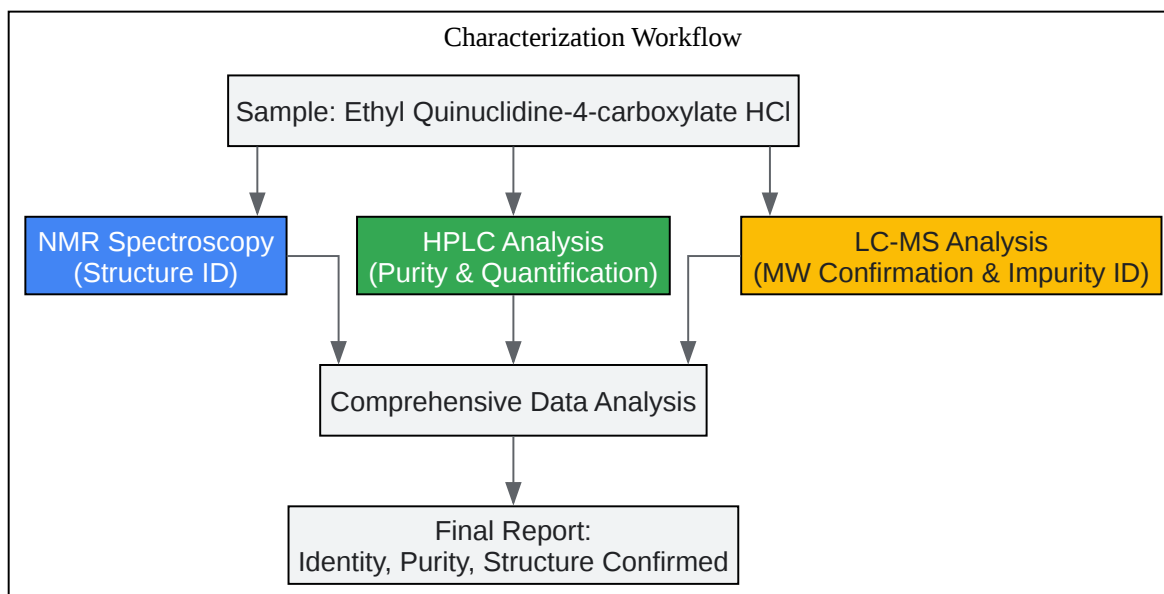 Characterization Workflow
Sample: Ethyl Quinuclidine-4-carboxylate HCl
NMR Spectroscopy
(Structure ID)
HPLC Analysis
(Purity & Quantification)
LC-MS Analysis
(MW Confirmation & Impurity ID)
Comprehensive Data Analysis
Final Report:
Identity, Purity, Structure Confirmed